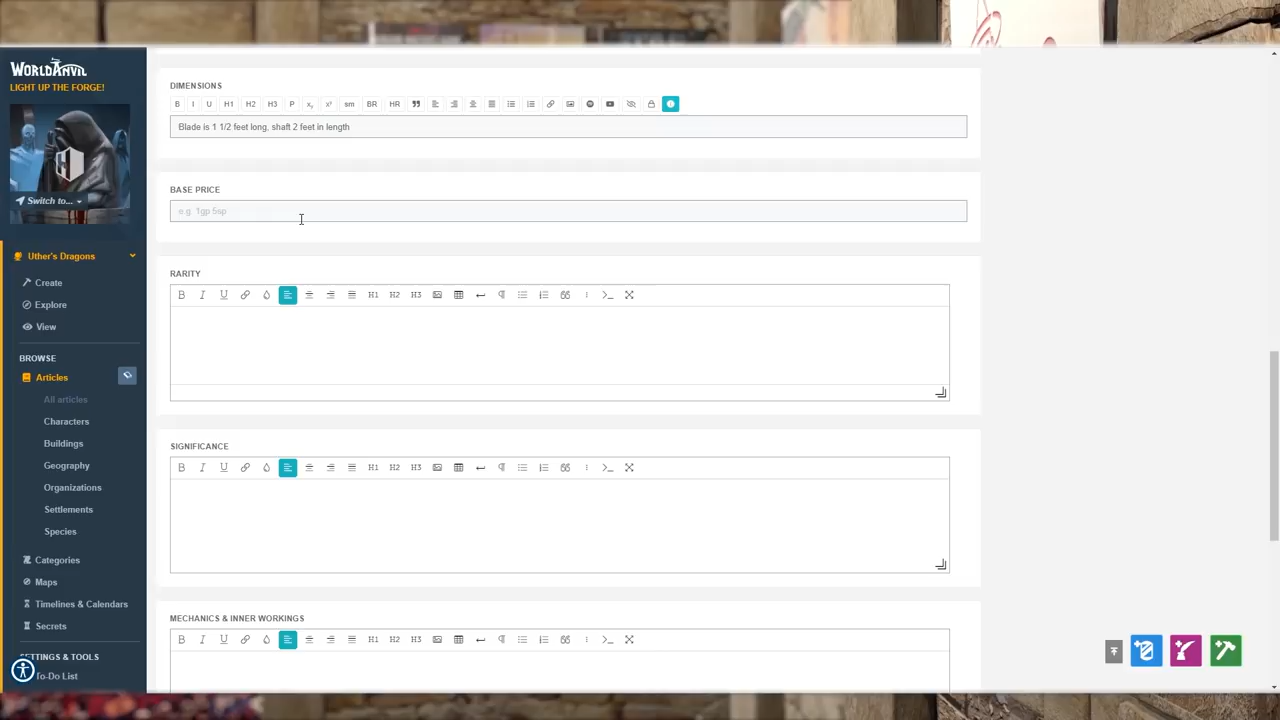 WORLDANVIL
LIGHT UP THE FORGE!
Switch to...
Uther's Dragons
Create
Explore
View
BROWSE
Articles
All articles
Characters
Buildings
Geography
Organizations
Settlements
Species
Categories
Maps
Timelines & Calendars
Secrets
SETTINGS & TOOLS
To-Do List
DIMENSIONS
B I U H1 H2 H3 P x₂ x² sm BR HR
Blade is 1 1/2 feet long, shaft 2 feet in length
BASE PRICE
e.g 1gp 5sp
RARITY
B I U H1 H2 H3
SIGNIFICANCE
B I U H1 H2 H3
MECHANICS & INNER WORKINGS
B I U H1 H2 H3